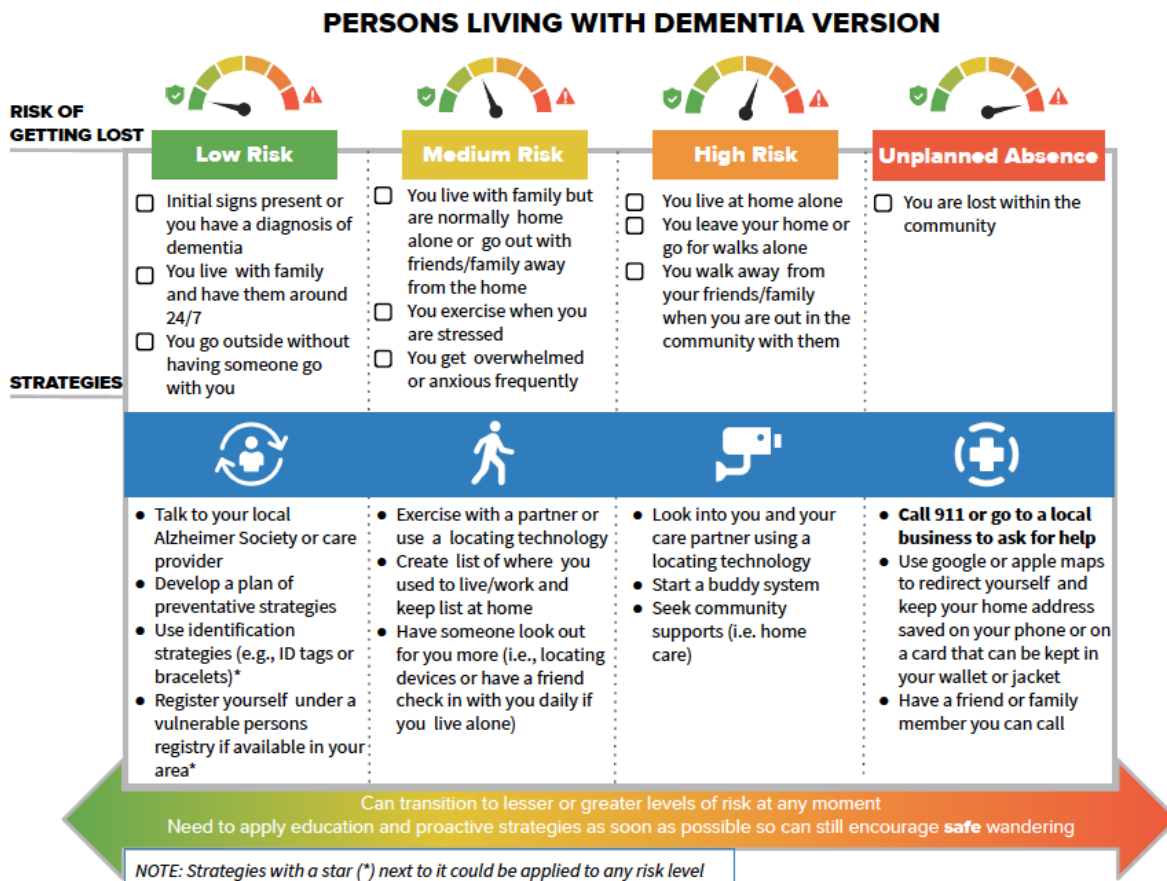 PERSONS LIVING WITH DEMENTIA VERSION
RISK OF
GETTING LOST
Low Risk
Medium Risk
High Risk
Unplanned Absence
Initial signs present or
you have a diagnosis of
dementia
You live with family
and have them around
24/7
You go outside without
having someone go
with you
You live with family but
are normally home
alone or go out with
friends/family away
from the home
You exercise when you
are stressed
You get overwhelmed
or anxious frequently
You live at home alone
You leave your home or
go for walks alone
You walk away from
your friends/family
when you are out in the
community with them
You are lost within the
community
STRATEGIES
● Talk to your local
Alzheimer Society or care
provider
● Develop a plan of
preventative strategies
● Use identification
strategies (e.g., ID tags or
bracelets)*
● Register yourself under a
vulnerable persons
registry if available in your
area*
● Exercise with a partner or
use a locating technology
● Create list of where you
used to live/work and
keep list at home
● Have someone look out
for you more (i.e., locating
devices or have a friend
check in with you daily if
you live alone)
● Look into you and your
care partner using a
locating technology
● Start a buddy system
● Seek community
supports (i.e. home
care)
● Call 911 or go to a local
business to ask for help
● Use google or apple maps
to redirect yourself and
keep your home address
saved on your phone or on
a card that can be kept in
your wallet or jacket
● Have a friend or family
member you can call
Can transition to lesser or greater levels of risk at any moment
Need to apply education and proactive strategies as soon as possible so can still encourage safe wandering
NOTE: Strategies with a star (*) next to it could be applied to any risk level